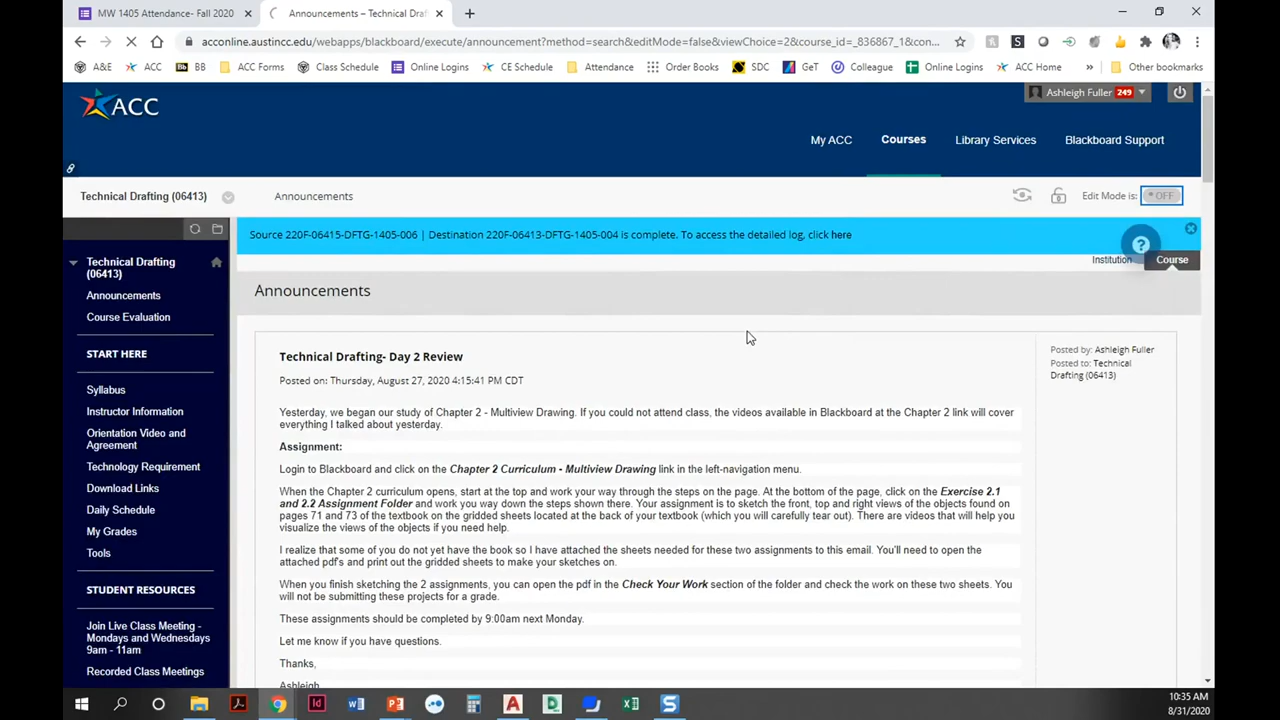 MW 1405 Attendance- Fall 2020
Announcements – Technical Draf
acconline.austincc.edu/webapps/blackboard/execute/announcement?method=search&editMode=false&viewChoice=2&course_id=_836867_1&con...
A&E ACC BB ACC Forms Class Schedule Online Logins CE Schedule Attendance Order Books SDC GeT Colleague Online Logins ACC Home » Other bookmarks
ACC
Ashleigh Fuller 249
My ACC Courses Library Services Blackboard Support
Technical Drafting (06413) Announcements Edit Mode is: OFF
Source 220F-06415-DFTG-1405-006 | Destination 220F-06413-DFTG-1405-004 is complete. To access the detailed log, click here
?
Institution Course
Technical Drafting
(06413)
Announcements
Course Evaluation
START HERE
Syllabus
Instructor Information
Orientation Video and
Agreement
Technology Requirement
Download Links
Daily Schedule
My Grades
Tools
STUDENT RESOURCES
Join Live Class Meeting -
Mondays and Wednesdays
9am - 11am
Recorded Class Meetings
Announcements
Technical Drafting- Day 2 Review
Posted on: Thursday, August 27, 2020 4:15:41 PM CDT
Yesterday, we began our study of Chapter 2 - Multiview Drawing. If you could not attend class, the videos available in Blackboard at the Chapter 2 link will cover
everything I talked about yesterday.
Assignment:
Login to Blackboard and click on the Chapter 2 Curriculum - Multiview Drawing link in the left-navigation menu.
When the Chapter 2 curriculum opens, start at the top and work your way through the steps on the page. At the bottom of the page, click on the Exercise 2.1
and 2.2 Assignment Folder and work you way down the steps shown there. Your assignment is to sketch the front, top and right views of the objects found on
pages 71 and 73 of the textbook on the gridded sheets located at the back of your textbook (which you will carefully tear out). There are videos that will help you
visualize the views of the objects if you need help.
I realize that some of you do not yet have the book so I have attached the sheets needed for these two assignments to this email. You'll need to open the
attached pdf's and print out the gridded sheets to make your sketches on.
When you finish sketching the 2 assignments, you can open the pdf in the Check Your Work section of the folder and check the work on these two sheets. You
will not be submitting these projects for a grade.
These assignments should be completed by 9:00am next Monday.
Let me know if you have questions.
Thanks,
Ashleigh
Posted by: Ashleigh Fuller
Posted to: Technical
Drafting (06413)
10:35 AM
8/31/2020